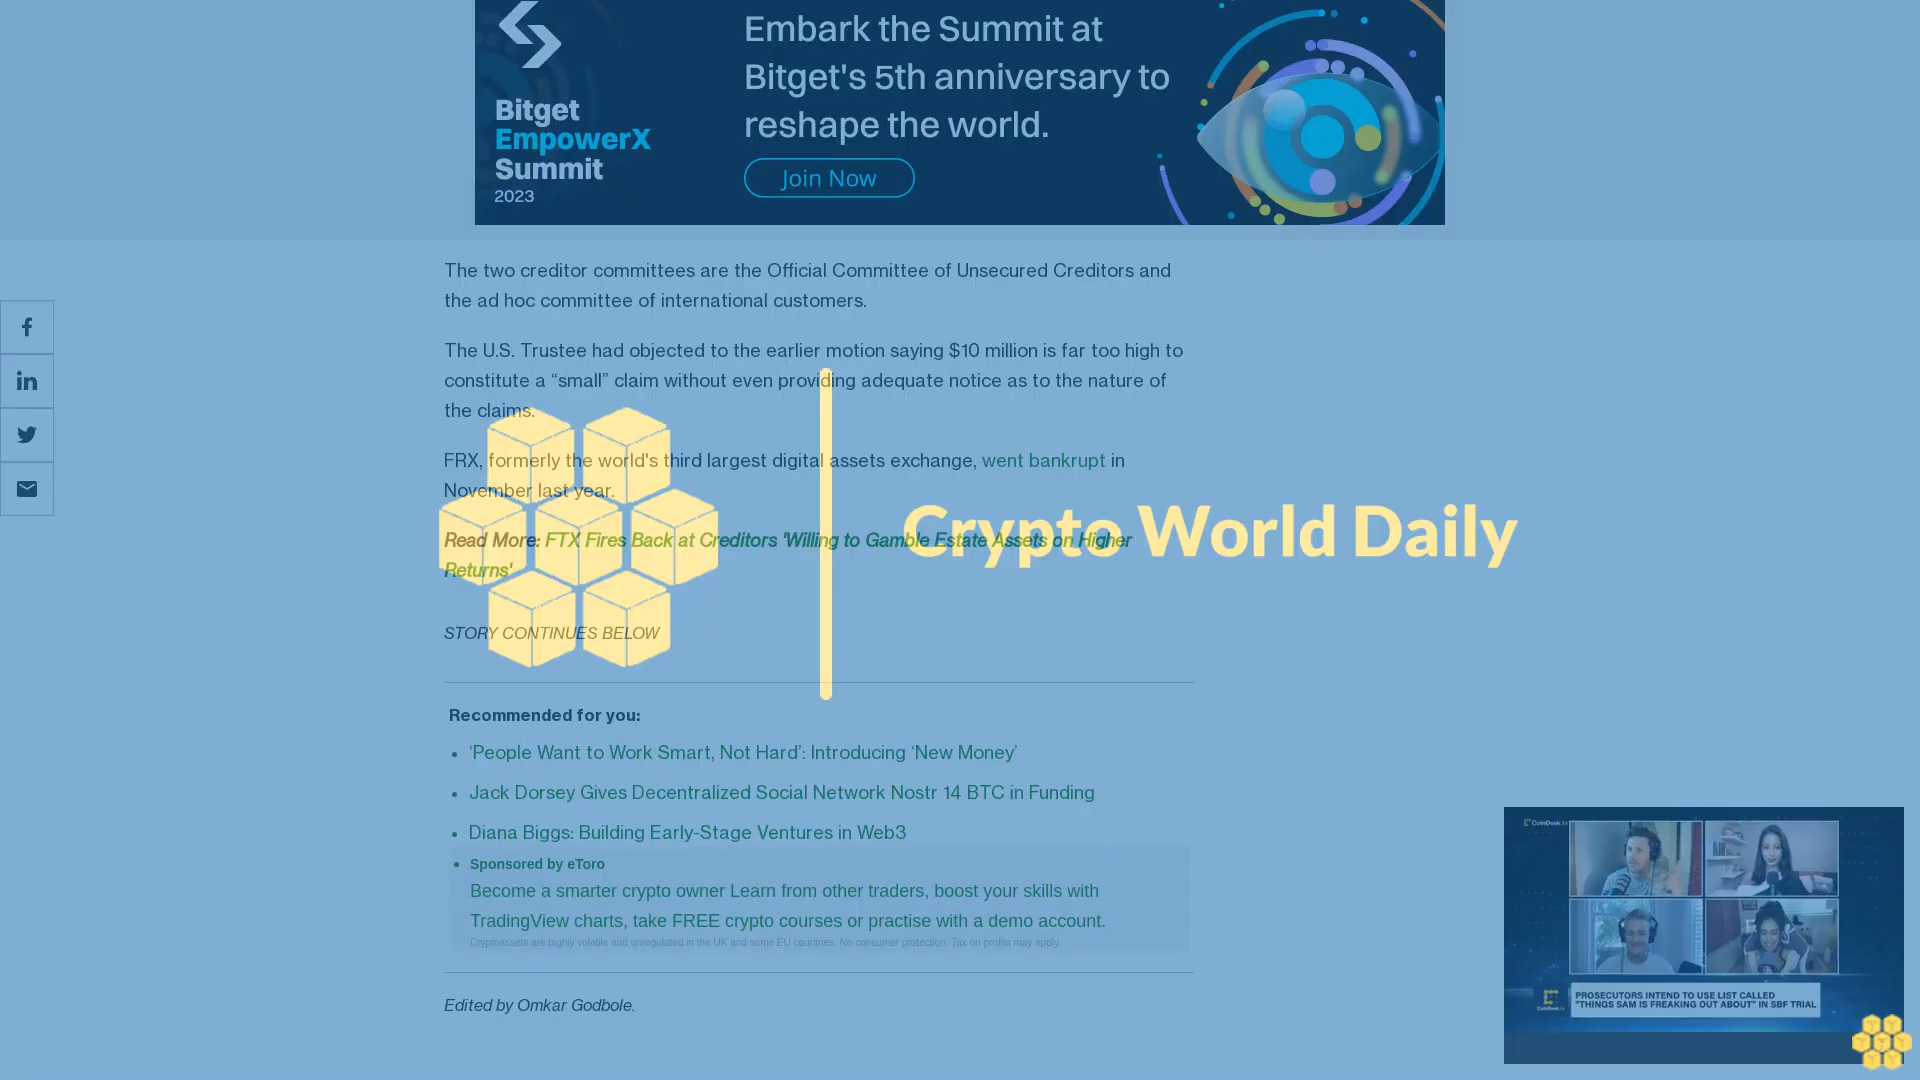 Embark the Summit at
Bitget's 5th anniversary to
reshape the world.
Join Now
Bitget
EmpowerX
Summit
2023
The two creditor committees are the Official Committee of Unsecured Creditors and
the ad hoc committee of international customers.
The U.S. Trustee had objected to the earlier motion saying $10 million is far too high to
constitute a “small” claim without even providing adequate notice as to the nature of
the claims.
FRX, formerly the world's third largest digital assets exchange, went bankrupt in
November last year.
Read More: FTX Fires Back at Creditors 'Willing to Gamble Estate Assets on Higher
Returns'
Crypto World Daily
STORY CONTINUES BELOW
Recommended for you:
• ‘People Want to Work Smart, Not Hard’: Introducing ‘New Money’
• Jack Dorsey Gives Decentralized Social Network Nostr 14 BTC in Funding
• Diana Biggs: Building Early-Stage Ventures in Web3
• Sponsored by eToro
Become a smarter crypto owner Learn from other traders, boost your skills with
TradingView charts, take FREE crypto courses or practise with a demo account.
Cryptoassets are highly volatile and unregulated in the UK and some EU countries. No consumer protection. Tax on profits may apply.
Edited by Omkar Godbole.
CoinDesk.tv
PROSECUTORS INTEND TO USE LIST CALLED
"THINGS SAM IS FREAKING OUT ABOUT" IN SBF TRIAL
CoinDesk.tv